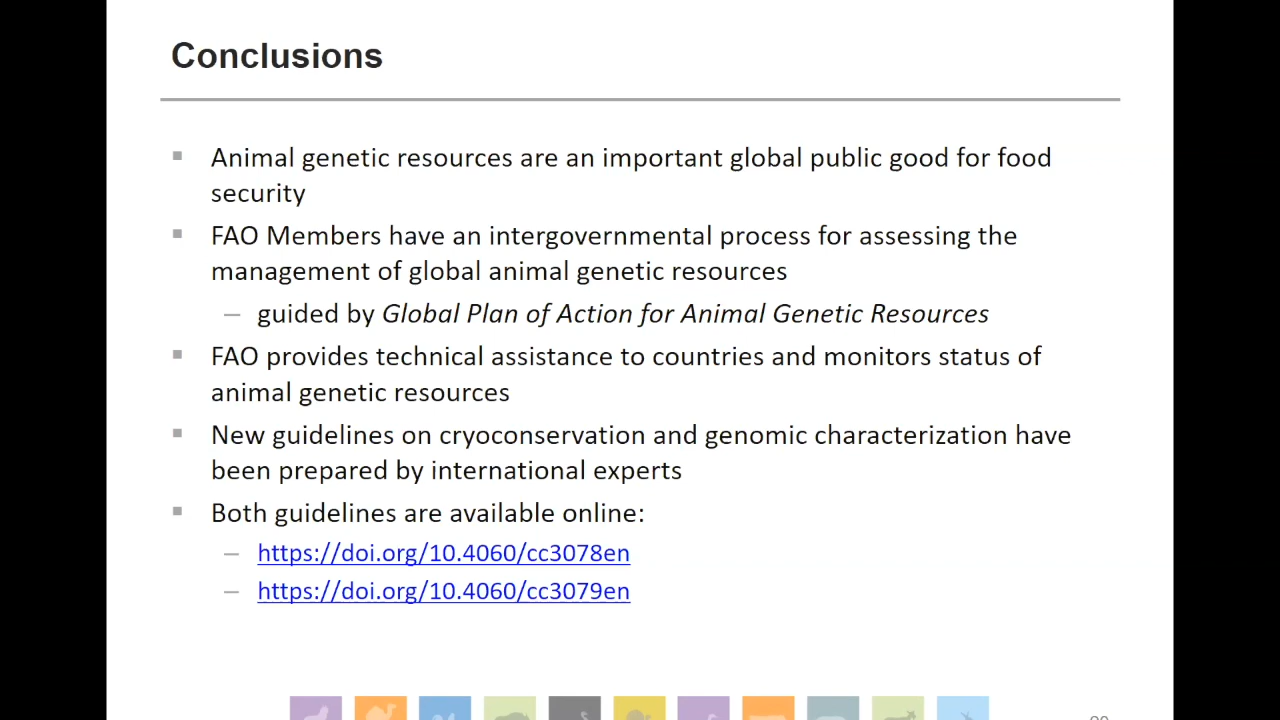 Conclusions
Animal genetic resources are an important global public good for food
security
FAO Members have an intergovernmental process for assessing the
management of global animal genetic resources
– guided by Global Plan of Action for Animal Genetic Resources
FAO provides technical assistance to countries and monitors status of
animal genetic resources
New guidelines on cryoconservation and genomic characterization have
been prepared by international experts
Both guidelines are available online:
– https://doi.org/10.4060/cc3078en
– https://doi.org/10.4060/cc3079en